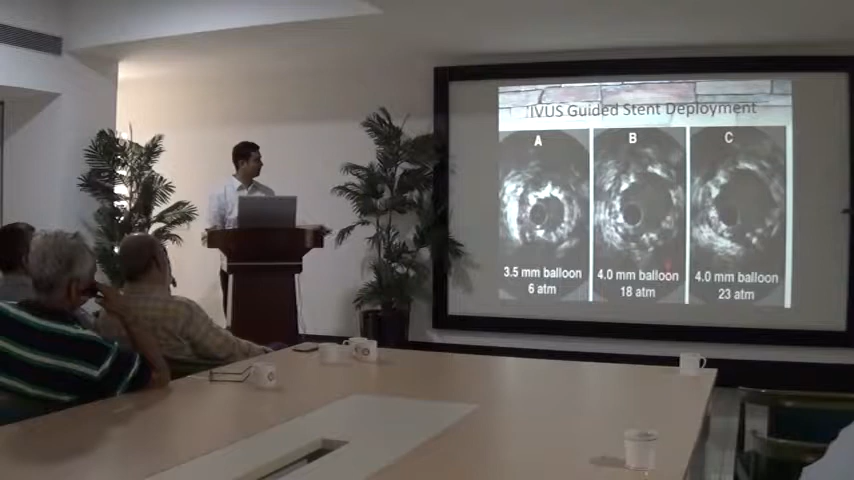 IVUS Guided Stent Deployment
A B C
3.5 mm balloon 4.0 mm balloon 4.0 mm balloon
6 atm 18 atm 23 atm